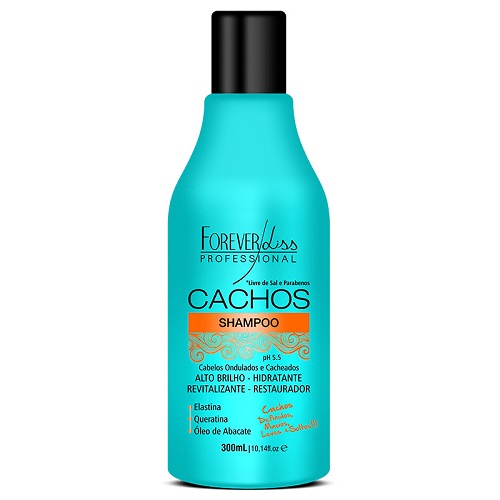 FOREVER Liss
PROFESSIONAL
*Livre de Sal e Parabenos
CACHOS
SHAMPOO
pH 5.5
Cabelos Ondulados e Cacheados
ALTO BRILHO - HIDRATANTE
REVITALIZANTE - RESTAURADOR
Elastina
Queratina
Óleo de Abacate
Cachos
Definidos,
Macios,
Leves e Soltos!!!
300mL|10,14fl.oz e